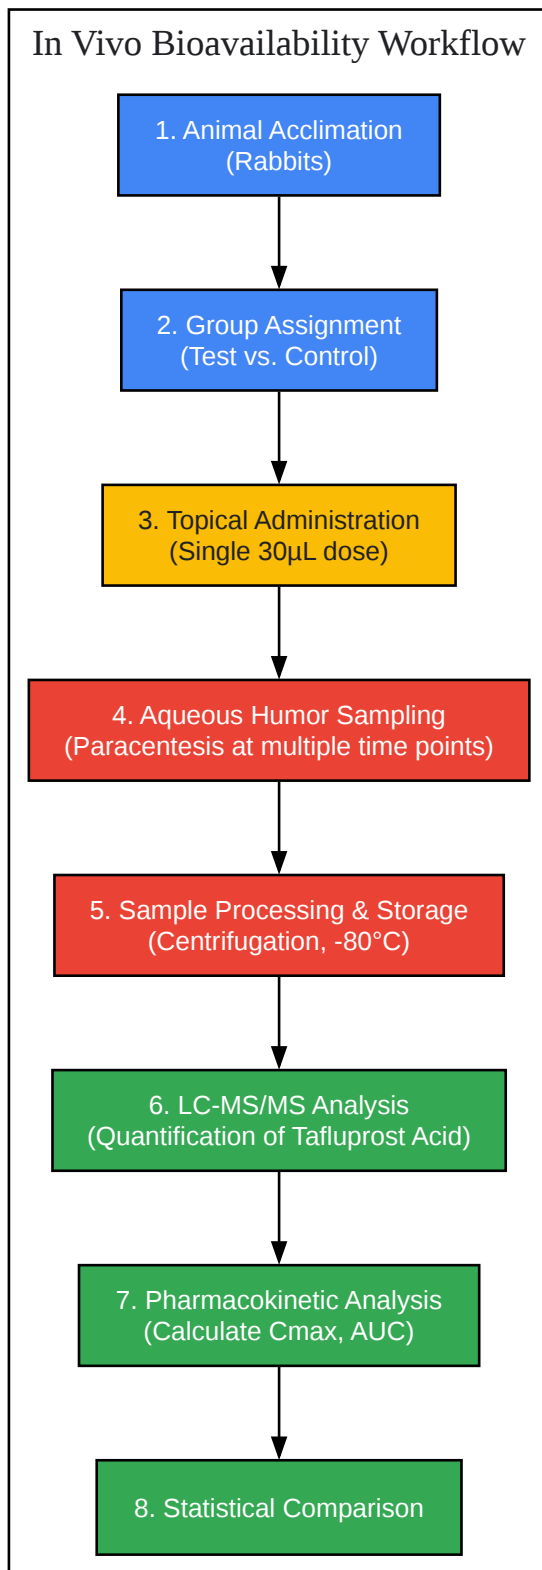 In Vivo Bioavailability Workflow
1. Animal Acclimation
(Rabbits)
2. Group Assignment
(Test vs. Control)
3. Topical Administration
(Single 30µL dose)
4. Aqueous Humor Sampling
(Paracentesis at multiple time points)
5. Sample Processing & Storage
(Centrifugation, -80°C)
6. LC-MS/MS Analysis
(Quantification of Tafluprost Acid)
7. Pharmacokinetic Analysis
(Calculate Cmax, AUC)
8. Statistical Comparison